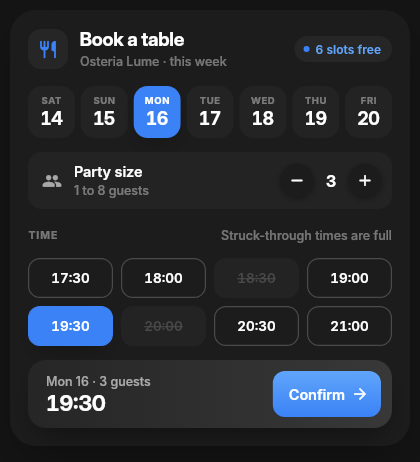 Book a table
Osteria Lume · this week
6 slots free
SAT SUN MON TUE WED THU FRI
14 15 16 17 18 19 20
Party size
1 to 8 guests
− 3 +
TIME
Struck-through times are full
17:30 18:00 18:30 19:00
19:30 20:00 20:30 21:00
Mon 16 · 3 guests
19:30
Confirm →